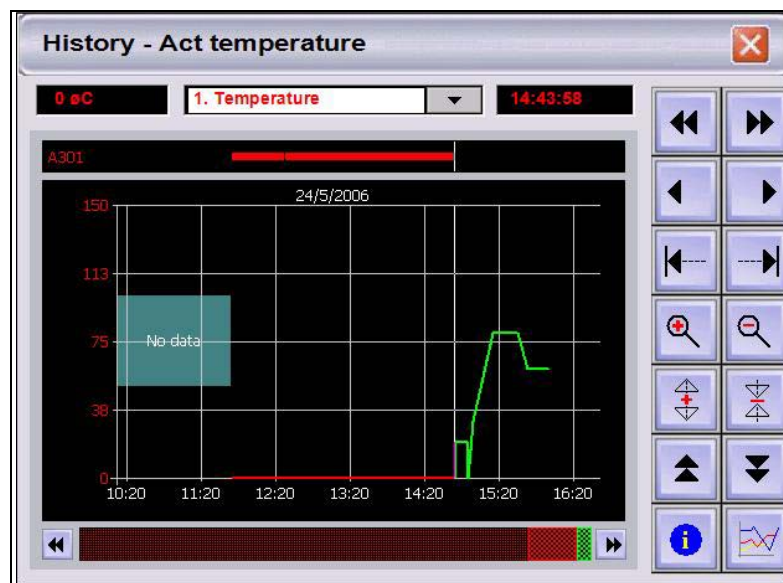 History - Act temperature
0 øC
1. Temperature
14:43:58
A301
24/5/2006
150
113
75
38
0
No data
10:20 11:20 12:20 13:20 14:20 15:20 16:20
i